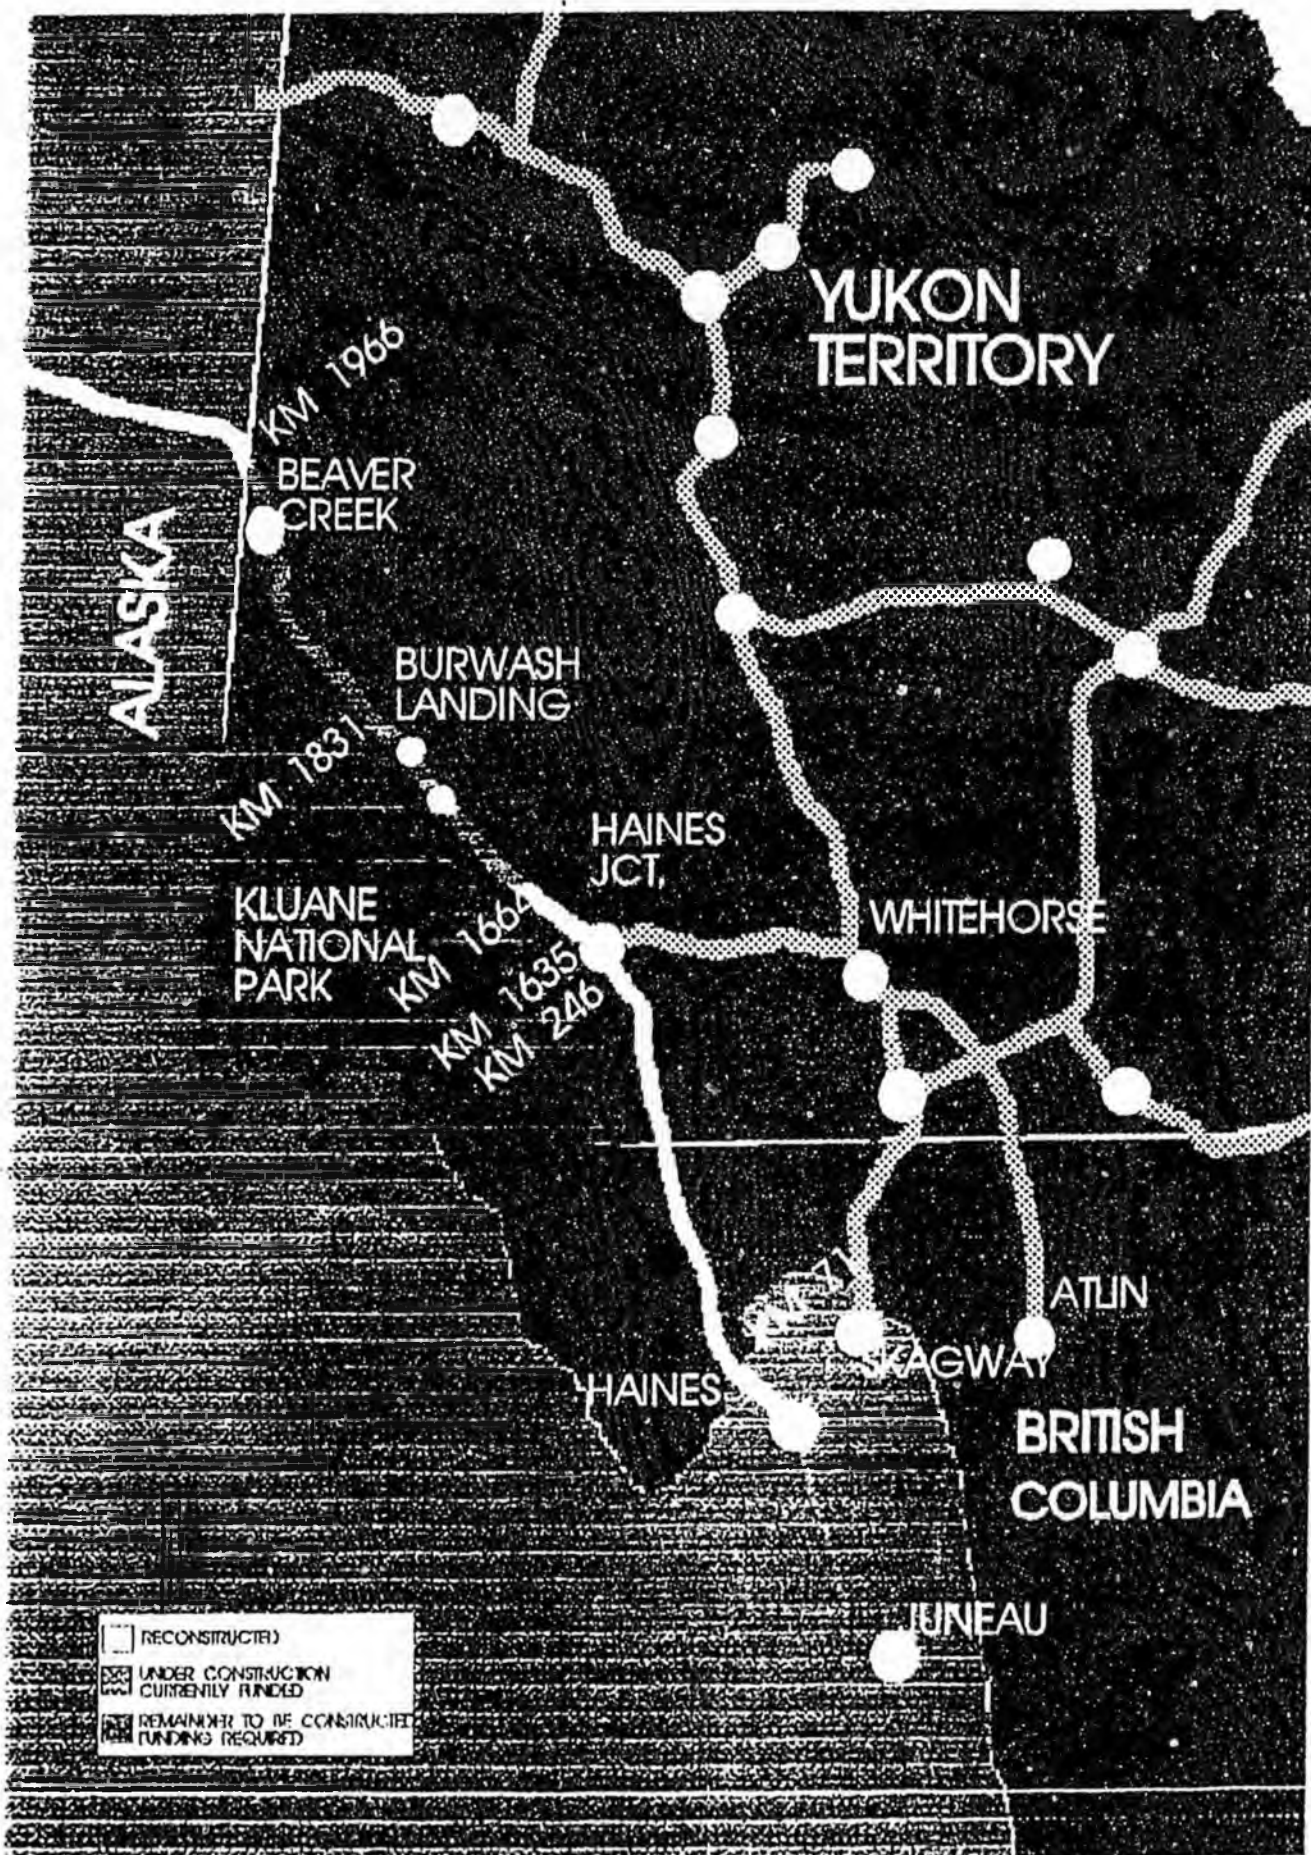 YUKON
TERRITORY
KM 1966
BEAVER
CREEK
ALASKA
BURWASH
LANDING
KM 1831
HAINES
JCT.
KLUANE
NATIONAL
PARK
KM 1664
KM 1635
KM 246
WHITEHORSE
71
ATLIN
SKAGWAY
HAINES
BRITISH
COLUMBIA
JUNEAU
RECONSTRUCTED
UNDER CONSTRUCTION
CURRENTLY FUNDED
REMAINDER TO BE CONSTRUCTED
FUNDING REQUIRED